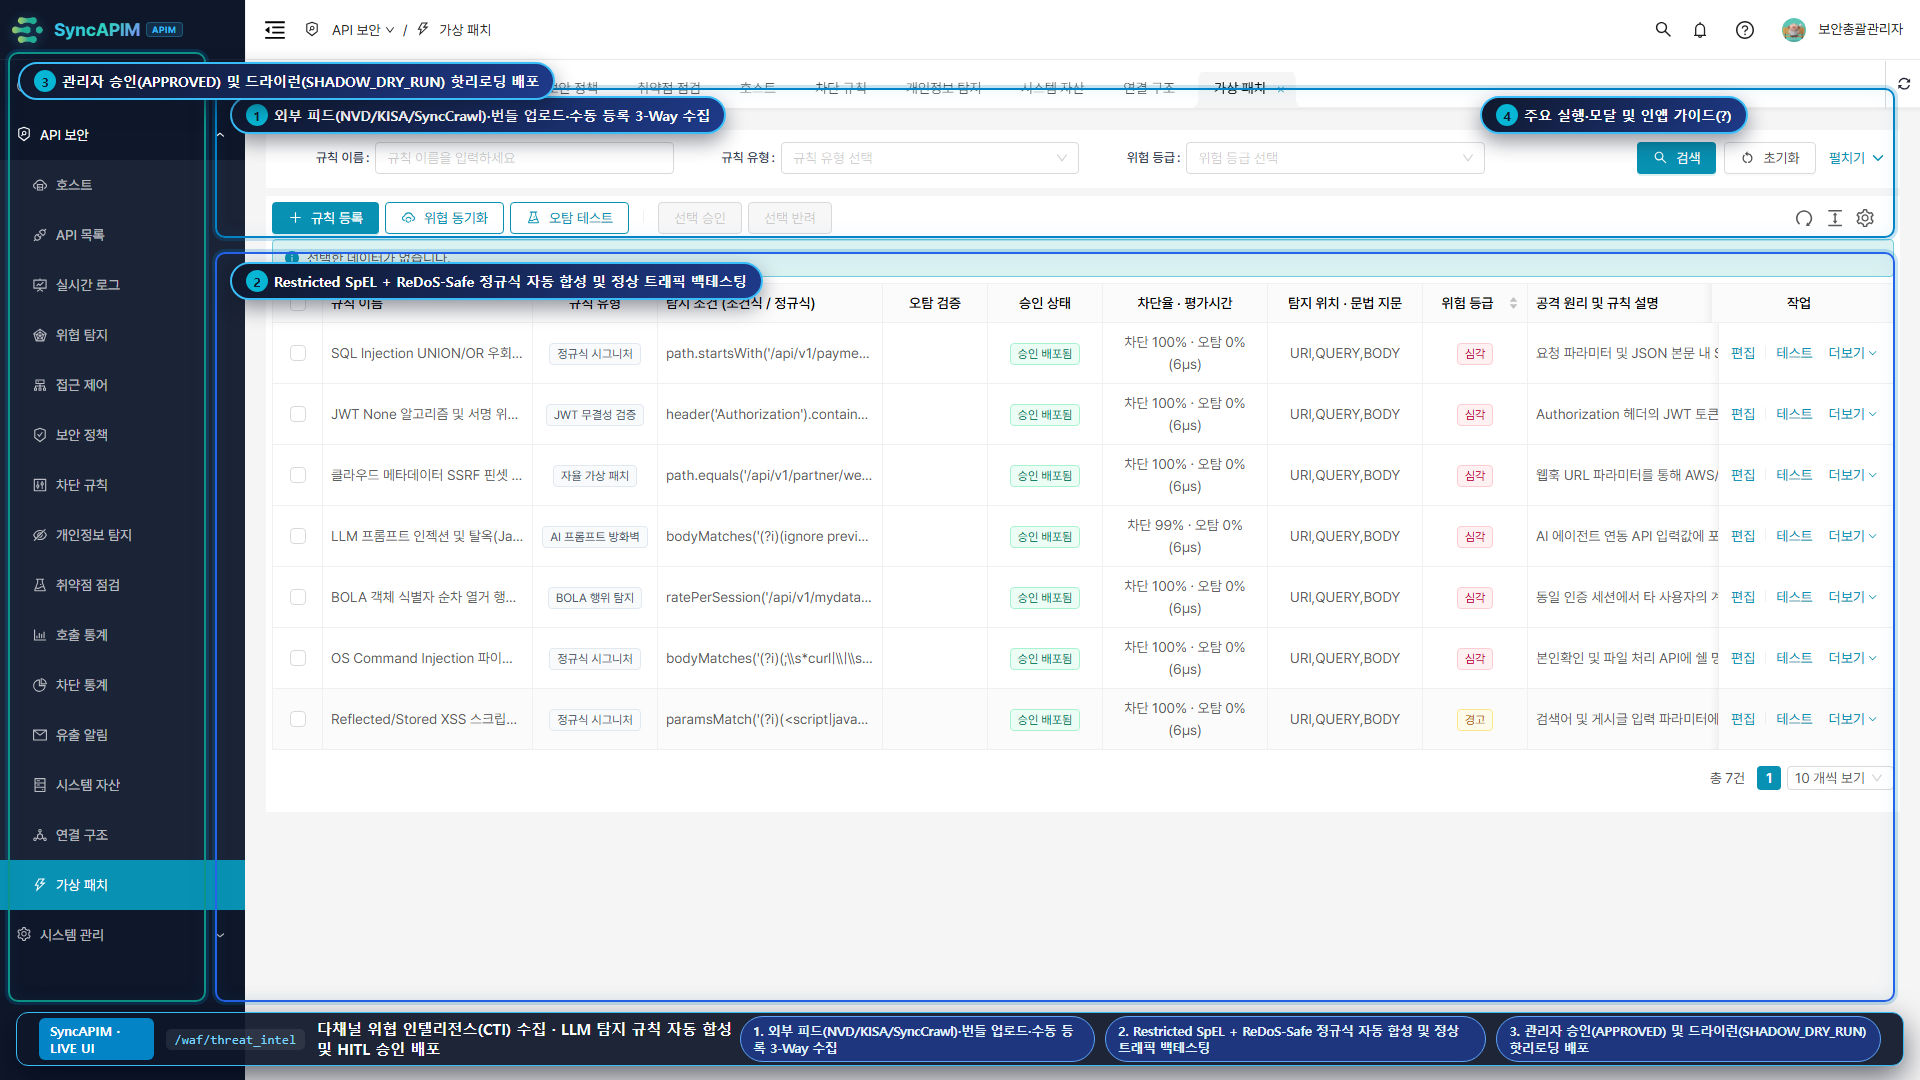 SyncAPIM APIM
API 보안 / 가상 패치
보안총괄관리자
3 관리자 승인(APPROVED) 및 드라이런(SHADOW_DRY_RUN) 핫리로딩 배포
보안 정책 취약점 점검 호스트 차단 규칙 개인정보 탐지 시스템 자산 연결 구조 가상 패치 ×
1 외부 피드(NVD/KISA/SyncCrawl)·번들 업로드·수동 등록 3-Way 수집
4 주요 실행·모달 및 인앱 가이드(?)
API 보안
호스트
API 목록
실시간 로그
위협 탐지
접근 제어
보안 정책
차단 규칙
개인정보 탐지
취약점 점검
호출 통계
차단 통계
유출 알림
시스템 자산
연결 구조
가상 패치
시스템 관리
규칙 이름 : 규칙 이름을 입력하세요 규칙 유형 : 규칙 유형 선택 위험 등급 : 위험 등급 선택 검색 초기화 펼치기
규칙 등록 위협 동기화 오탐 테스트 선택 승인 선택 반려
선택한 데이터가 없습니다.
2 Restricted SpEL + ReDoS-Safe 정규식 자동 합성 및 정상 트래픽 백테스팅
규칙 이름 규칙 유형 탐지 조건 (조건식 / 정규식) 오탐 검증 승인 상태 차단율 · 평가시간 탐지 위치 · 문법 지문 위험 등급 공격 원리 및 규칙 설명 작업
SQL Injection UNION/OR 우회... 정규식 시그니처 path.startsWith('/api/v1/payme... 승인 배포됨 차단 100% · 오탐 0% (6μs) URI,QUERY,BODY 심각 요청 파라미터 및 JSON 본문 내 S 편집 테스트 더보기
JWT None 알고리즘 및 서명 위... JWT 무결성 검증 header('Authorization').contain... 승인 배포됨 차단 100% · 오탐 0% (6μs) URI,QUERY,BODY 심각 Authorization 헤더의 JWT 토큰 편집 테스트 더보기
클라우드 메타데이터 SSRF 핀셋 ... 자율 가상 패치 path.equals('/api/v1/partner/we... 승인 배포됨 차단 100% · 오탐 0% (6μs) URI,QUERY,BODY 심각 웹훅 URL 파라미터를 통해 AWS/ 편집 테스트 더보기
LLM 프롬프트 인젝션 및 탈옥(Ja... AI 프롬프트 방화벽 bodyMatches('(?i)(ignore previ... 승인 배포됨 차단 99% · 오탐 0% (6μs) URI,QUERY,BODY 심각 AI 에이전트 연동 API 입력값에 포 편집 테스트 더보기
BOLA 객체 식별자 순차 열거 행... BOLA 행위 탐지 ratePerSession('/api/v1/mydata... 승인 배포됨 차단 100% · 오탐 0% (6μs) URI,QUERY,BODY 심각 동일 인증 세션에서 타 사용자의 계 편집 테스트 더보기
OS Command Injection 파이... 정규식 시그니처 bodyMatches('(?i)(;\\s*curl|\\|\\s... 승인 배포됨 차단 100% · 오탐 0% (6μs) URI,QUERY,BODY 심각 본인확인 및 파일 처리 API에 쉘 명 편집 테스트 더보기
Reflected/Stored XSS 스크립... 정규식 시그니처 paramsMatch('(?i)(<script|java... 승인 배포됨 차단 100% · 오탐 0% (6μs) URI,QUERY,BODY 경고 검색어 및 게시글 입력 파라미터에 편집 테스트 더보기
총 7건 1 10 개씩 보기
SyncAPIM · LIVE UI
/waf/threat_intel
다채널 위협 인텔리전스(CTI) 수집 · LLM 탐지 규칙 자동 합성
및 HITL 승인 배포
1. 외부 피드(NVD/KISA/SyncCrawl)·번들 업로드·수동 등
록 3-Way 수집
2. Restricted SpEL + ReDoS-Safe 정규식 자동 합성 및 정상
트래픽 백테스팅
3. 관리자 승인(APPROVED) 및 드라이런(SHADOW_DRY_RUN)
핫리로딩 배포